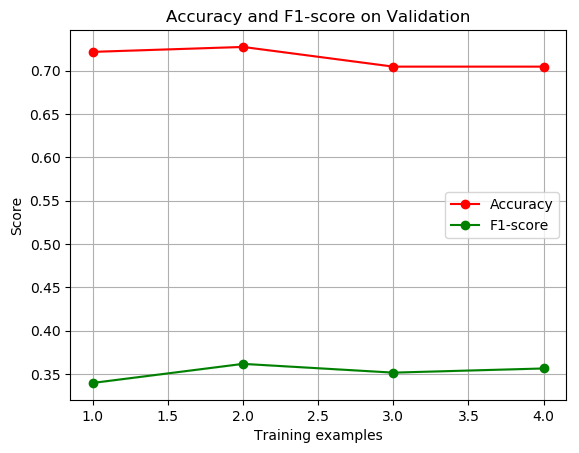 Accuracy and F1-score on Validation
Score
0.70
0.65
0.60
0.55
0.50
0.45
0.40
0.35
Accuracy
F1-score
1.0 1.5 2.0 2.5 3.0 3.5 4.0
Training examples